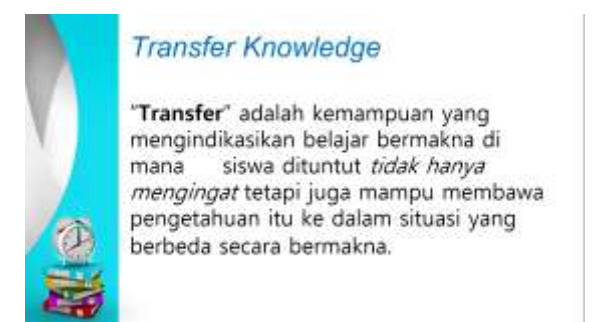 Transfer Knowledge
"Transfer" adalah kemampuan yang
mengindikasikan belajar bermakna di
mana siswa dituntut tidak hanya
mengingat tetapi juga mampu membawa
pengetahuan itu ke dalam situasi yang
berbeda secara bermakna.